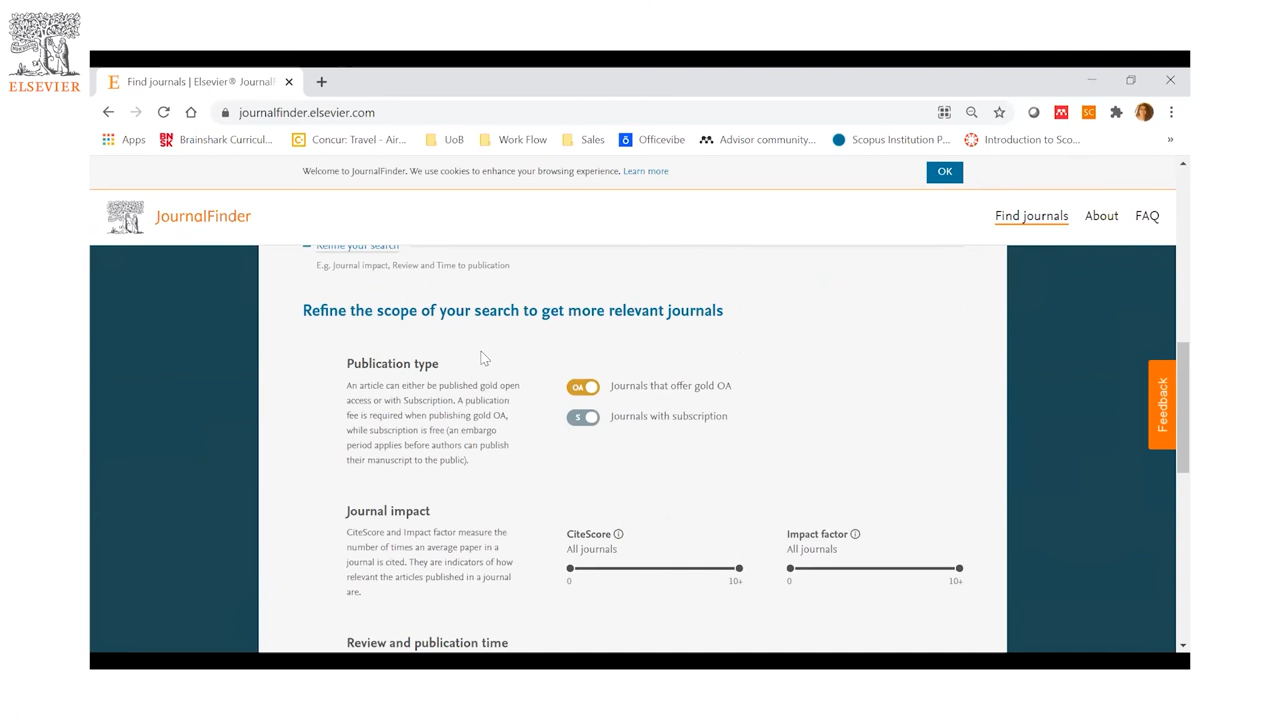 ELSEVIER
Find journals | Elsevier® Journal
journalfinder.elsevier.com
Apps
Brainshark Curricul...
Concur: Travel - Air...
UoB
Work Flow
Sales
Officevibe
Advisor community...
Scopus Institution P...
Introduction to Sco...
»
Welcome to JournalFinder. We use cookies to enhance your browsing experience. Learn more
OK
JournalFinder
Find journals
About
FAQ
Refine your search
E.g. Journal impact, Review and Time to publication
Refine the scope of your search to get more relevant journals
Publication type
An article can either be published gold open
access or with Subscription. A publication
fee is required when publishing gold OA,
while subscription is free (an embargo
period applies before authors can publish
their manuscript to the public).
OA
Journals that offer gold OA
S
Journals with subscription
Feedback
Journal impact
CiteScore and Impact factor measure the
number of times an average paper in a
journal is cited. They are indicators of how
relevant the articles published in a journal
are.
CiteScore
All journals
0 10+
Impact factor
All journals
0 10+
Review and publication time